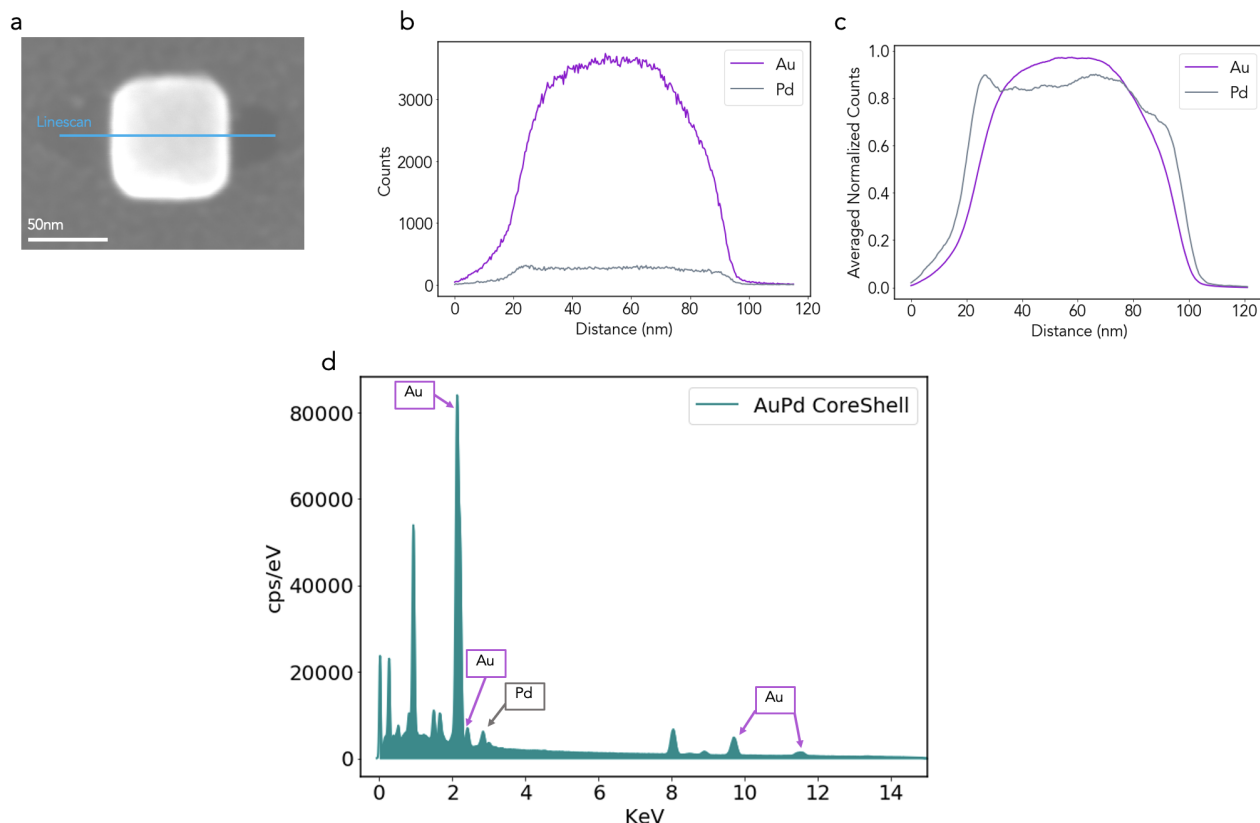 a
Linescan
50nm
b
Counts
3000
2000
1000
0
0 20 40 60 80 100 120
Distance (nm)
Au
Pd
c
Averaged Normalized Counts
1.0
0.8
0.6
0.4
0.2
0.0
0 20 40 60 80 100 120
Distance (nm)
Au
Pd
d
cps/eV
80000
60000
40000
20000
0
0 2 4 6 8 10 12 14
KeV
AuPd CoreShell
Au
Au
Pd
Au